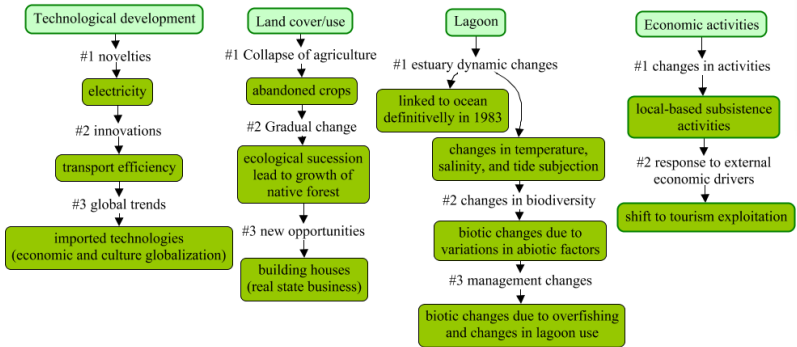 Technological development
#1 novelties
electricity
#2 innovations
transport efficiency
#3 global trends
imported technologies
(economic and culture globalization)
Land cover/use
#1 Collapse of agriculture
abandoned crops
#2 Gradual change
ecological sucession
lead to growth of
native forest
#3 new opportunities
building houses
(real state business)
Lagoon
#1 estuary dynamic changes
linked to ocean
definitivelly in 1983
changes in temperature,
salinity, and tide subjection
#2 changes in biodiversity
biotic changes due to
variations in abiotic factors
#3 management changes
biotic changes due to overfishing
and changes in lagoon use
Economic activities
#1 changes in activities
local-based subsistence
activities
#2 response to external
economic drivers
shift to tourism exploitation